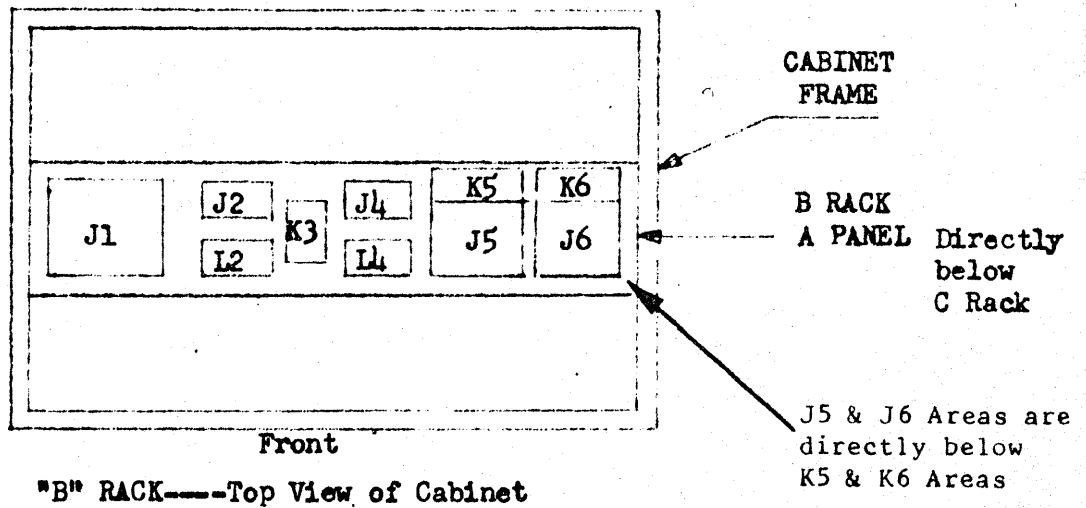 CABINET
FRAME
K5 K6
J2 J4
J1 K3 J5 J6
L2 L4
B RACK
A PANEL Directly
below
C Rack
J5 & J6 Areas are
directly below
K5 & K6 Areas
Front
"B" RACK----Top View of Cabinet